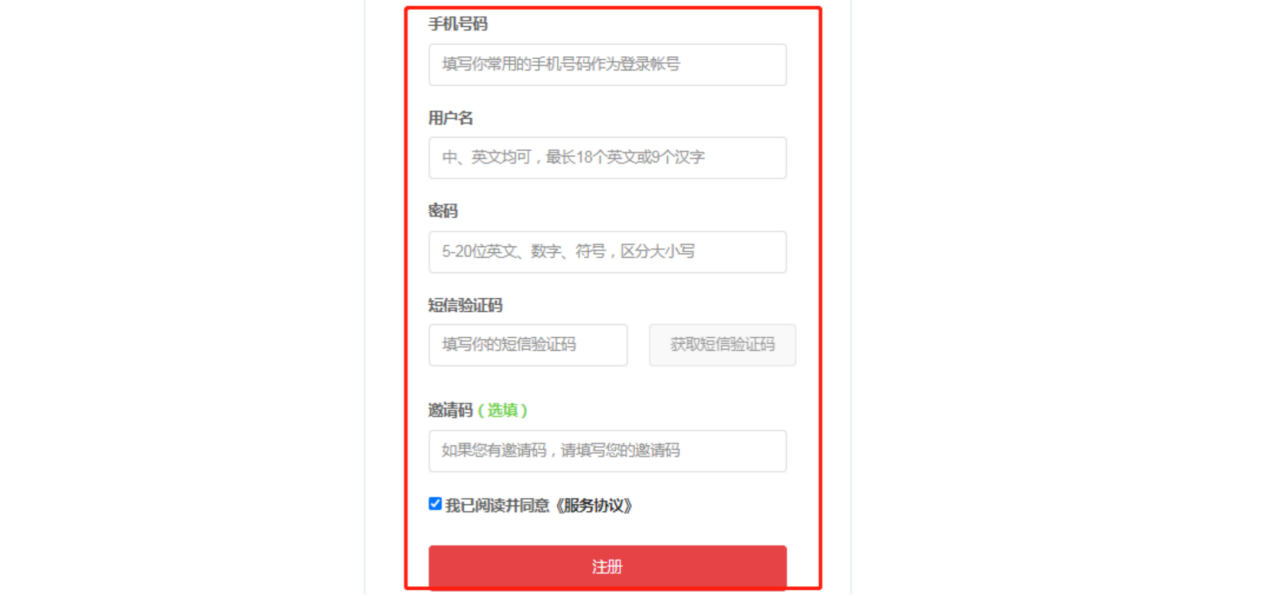 手机号码
填写你常用的手机号码作为登录帐号
用户名
中、英文均可，最长18个英文或9个汉字
密码
5-20位英文、数字、符号，区分大小写
短信验证码
填写你的短信验证码 获取短信验证码
邀请码（选填）
如果您有邀请码，请填写您的邀请码
我已阅读并同意《服务协议》
注册